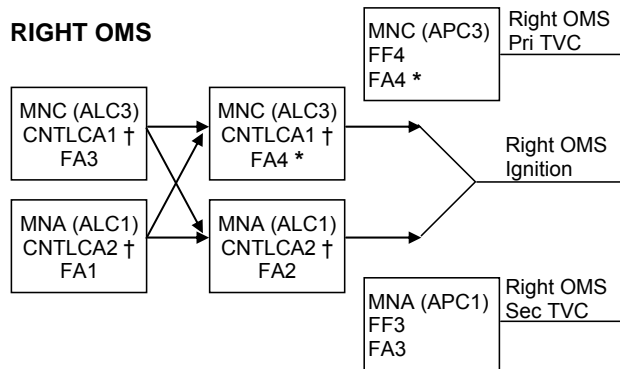 RIGHT OMS
MNC (APC3)
FF4
FA4 *
Right OMS
Pri TVC
MNC (ALC3)
CNTLCA1 †
FA3
MNC (ALC3)
CNTLCA1 †
FA4 *
Right OMS
Ignition
MNA (ALC1)
CNTLCA2 †
FA1
MNA (ALC1)
CNTLCA2 †
FA2
MNA (APC1)
FF3
FA3
Right OMS
Sec TVC